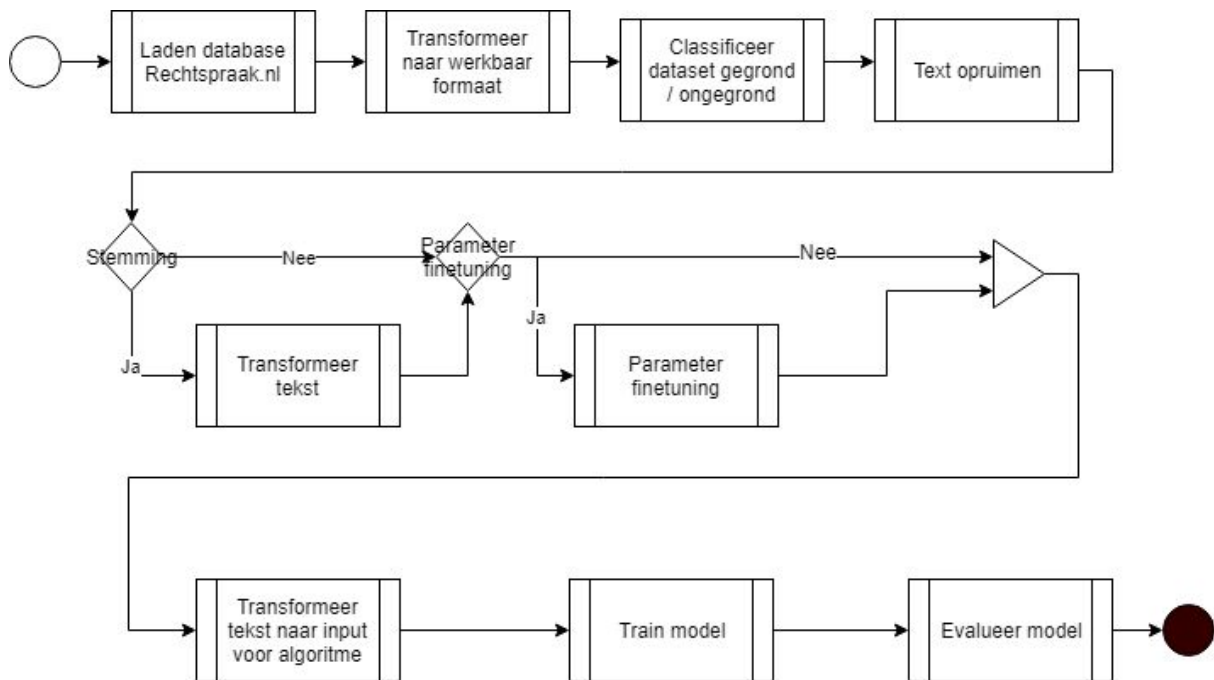 Laden database
Rechtspraak.nl
Transformeer
naar werkbaar
formaat
Classificeer
dataset gegrond
/ ongegrond
Text opruimen
Stemming
Nee
Parameter
finetuning
Nee
Ja
Transformeer
tekst
Ja
Parameter
finetuning
Transformeer
tekst naar input
voor algoritme
Train model
Evalueer model